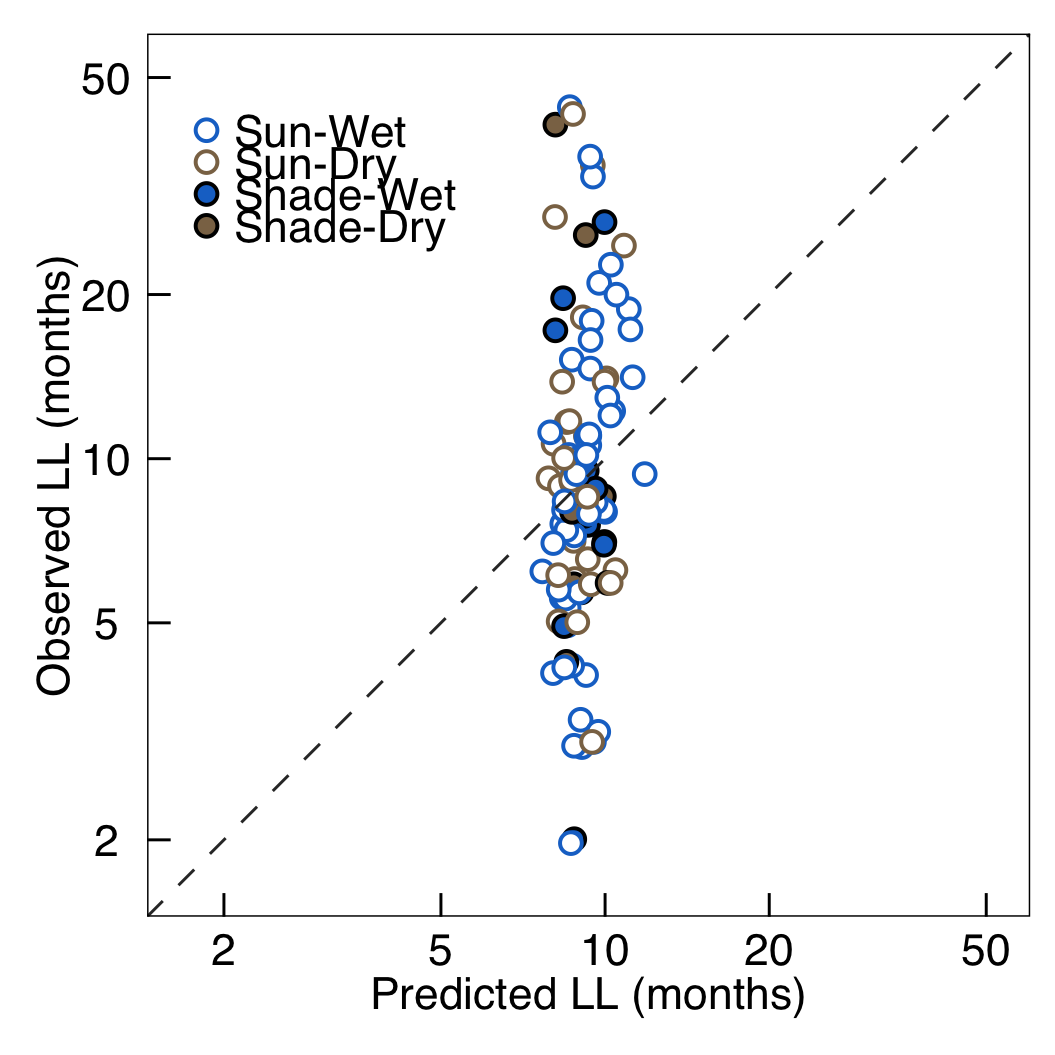 50
Sun-Wet
Sun-Dry
Shade-Wet
Shade-Dry
20
10
5
2
Observed LL (months)
2 5 10 20 50
Predicted LL (months)